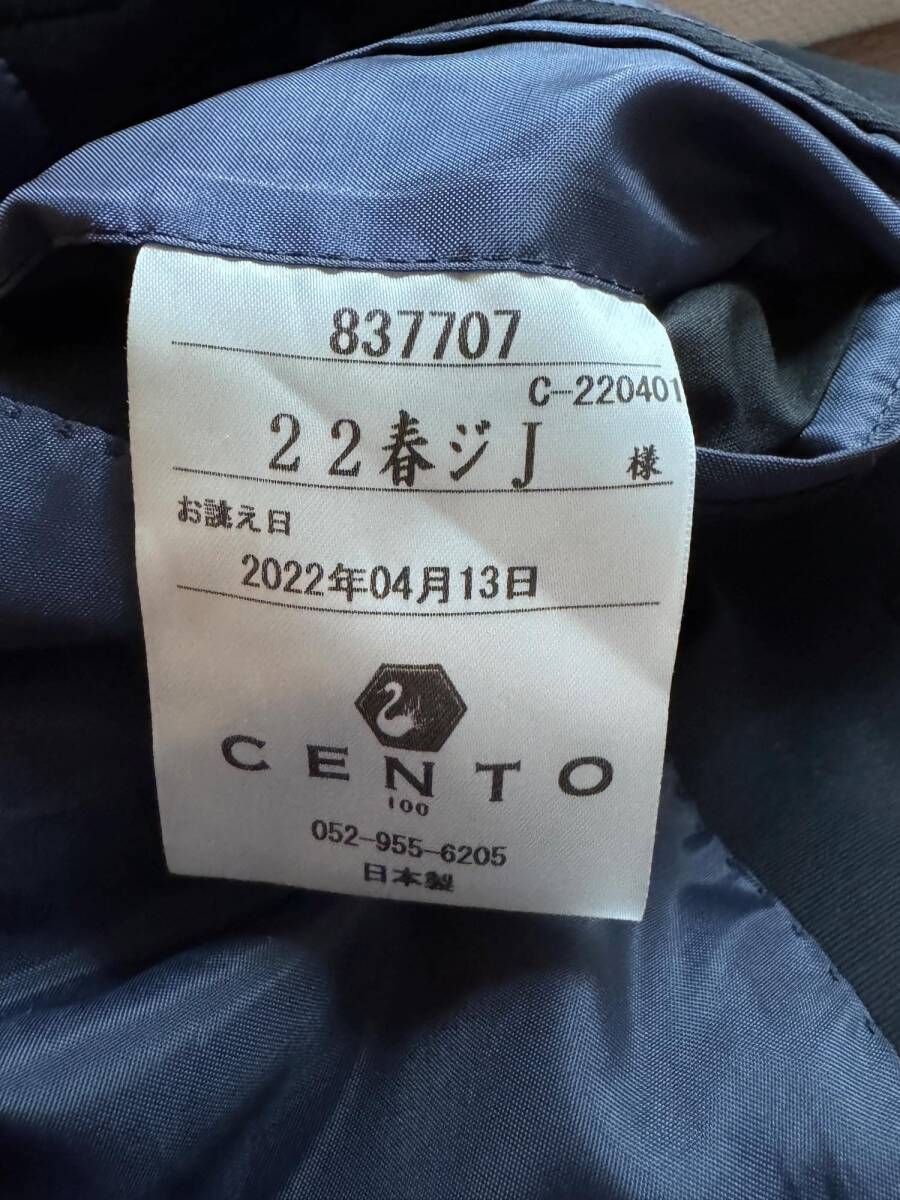 837707
C-220401
22春ジJ 様
お誂え日
2022年04月13日
CENTO
100
052-955-6205
日本製